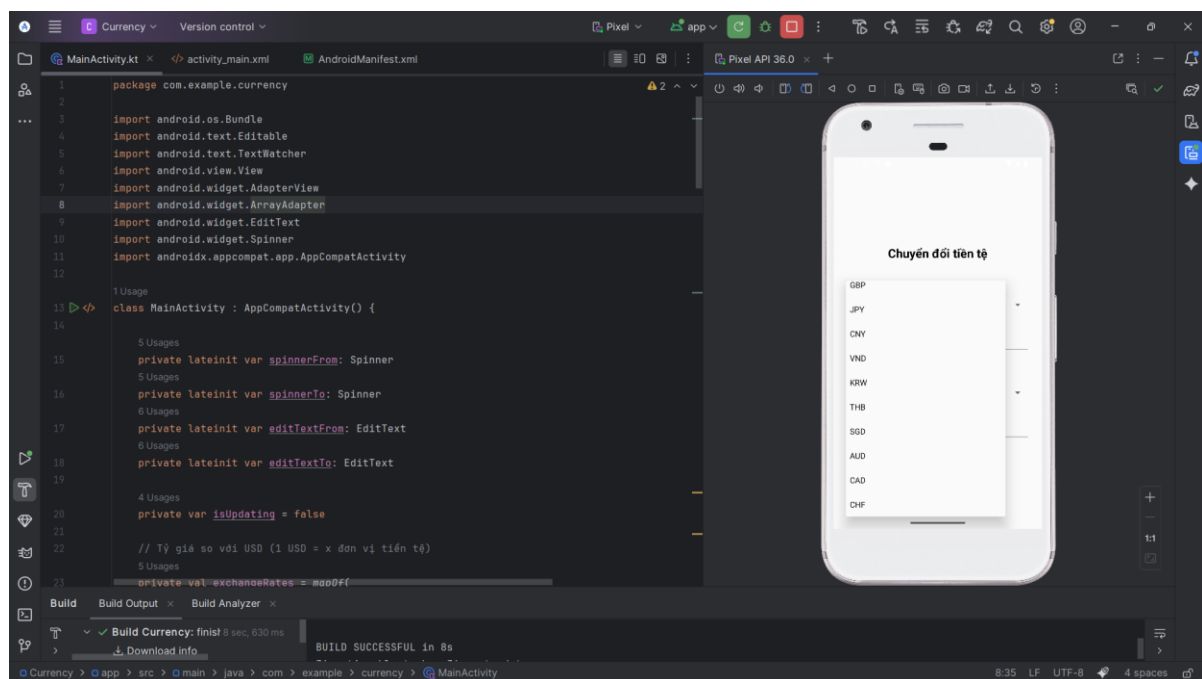 C Currency Version control Pixel app
MainActivity.kt activity_main.xml AndroidManifest.xml
Pixel API 36.0
1 package com.example.currency
2
2
3 import android.os.Bundle
4 import android.text.Editable
5 import android.text.TextWatcher
6 import android.view.View
7 import android.widget.AdapterView
8 import android.widget.ArrayAdapter
9 import android.widget.EditText
10 import android.widget.Spinner
11 import androidx.appcompat.app.AppCompatActivity
12
1 Usage
13 class MainActivity : AppCompatActivity() {
14
5 Usages
15 private lateinit var spinnerFrom: Spinner
5 Usages
16 private lateinit var spinnerTo: Spinner
6 Usages
17 private lateinit var editTextFrom: EditText
6 Usages
18 private lateinit var editTextTo: EditText
19
4 Usages
20 private var isUpdating = false
21
22 // Tỷ giá so với USD (1 USD = x đơn vị tiền tệ)
5 Usages
23 private val exchangeRates = mapOf(
Chuyển đổi tiền tệ
GBP
JPY
CNY
VND
KRW
THB
SGD
AUD
CAD
CHF
1:1
Build Build Output Build Analyzer
Build Currency: finist 8 sec, 630 ms
Download info
BUILD SUCCESSFUL in 8s
Currency > app > src > main > java > com > example > currency > MainActivity
8:35 LF UTF-8 4 spaces